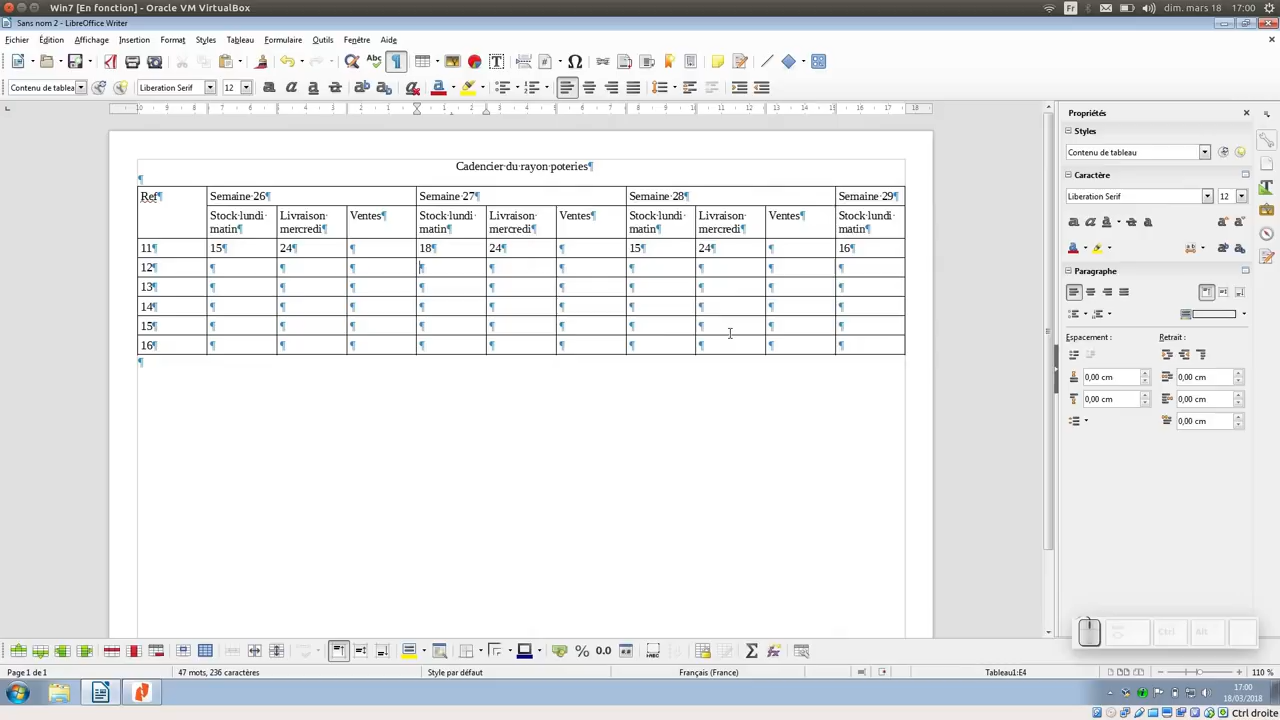 Win7 [En fonction] - Oracle VM VirtualBox
Fr
dim. mars 18
17:00
Sans nom 2 - LibreOffice Writer
Fichier Édition Affichage Insertion Format Styles Tableau Formulaire Outils Fenêtre Aide
Contenu de tablea
Liberation Serif
12
Cadencier·du·rayon·poteries¶
¶
Ref¶ Semaine·26¶ Semaine·27¶ Semaine·28¶ Semaine·29¶
Stock·lundi· matin¶ Livraison· mercredi¶ Ventes¶ Stock·lundi· matin¶ Livraison· mercredi¶ Ventes¶ Stock·lundi· matin¶ Livraison· mercredi¶ Ventes¶ Stock·lundi· matin¶
11¶ 15¶ 24¶ ¶ 18¶ 24¶ ¶ 15¶ 24¶ ¶ 16¶
12¶ ¶ ¶ ¶ ¶ ¶ ¶ ¶ ¶ ¶ ¶
13¶ ¶ ¶ ¶ ¶ ¶ ¶ ¶ ¶ ¶ ¶
14¶ ¶ ¶ ¶ ¶ ¶ ¶ ¶ ¶ ¶ ¶
15¶ ¶ ¶ ¶ ¶ ¶ ¶ ¶ ¶ ¶ ¶
16¶ ¶ ¶ ¶ ¶ ¶ ¶ ¶ ¶ ¶ ¶
¶
Propriétés
Styles
Contenu de tableau
Caractère
Liberation Serif
12
Paragraphe
Espacement : Retrait :
0,00 cm 0,00 cm
0,00 cm 0,00 cm
0,00 cm
Ctrl Alt
0.0
Page 1 de 1
47 mots, 236 caractères
Style par défaut
Français (France)
Tableau1:E4
110 %
17:00
18/03/2018
Ctrl droite